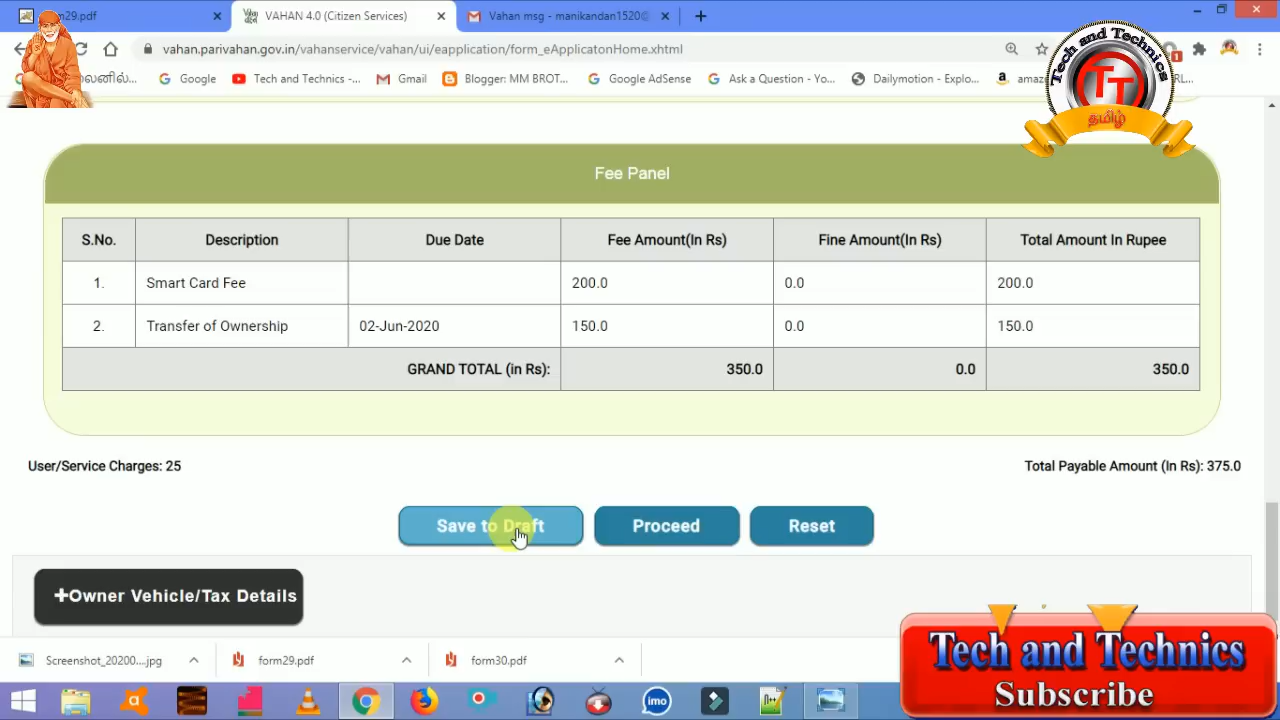 m29.pdf
VAHAN 4.0 (Citizen Services)
Vahan msg - manikandan1520@
vahan.parivahan.gov.in/vahanservice/vahan/ui/eapplication/form_eApplicatonHome.xhtml
Google
Tech and Technics -...
Gmail
Blogger: MM BROT...
Google AdSense
Ask a Question - Yo...
Dailymotion - Explo...
Tech and Technics
TT
தமிழ்
Fee Panel
S.No. Description Due Date Fee Amount(In Rs) Fine Amount(In Rs) Total Amount In Rupee
1. Smart Card Fee 200.0 0.0 200.0
2. Transfer of Ownership 02-Jun-2020 150.0 0.0 150.0
GRAND TOTAL (in Rs): 350.0 0.0 350.0
User/Service Charges: 25 Total Payable Amount (In Rs): 375.0
Save to Draft Proceed Reset
+Owner Vehicle/Tax Details
Screenshot_20200....jpg
form29.pdf
form30.pdf
imo
Tech and Technics
Subscribe